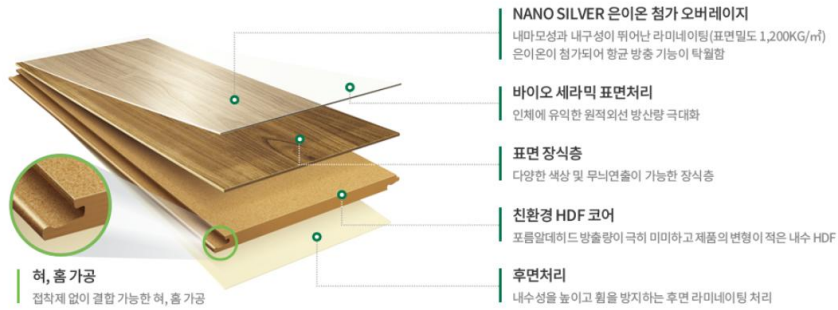 NANO SILVER 은이온 첨가 오버레이지
내마모성과 내구성이 뛰어난 라미네이팅(표면밀도 1,200KG/㎥)
은이온이 첨가되어 항균 방충 기능이 탁월함
바이오 세라믹 표면처리
인체에 유익한 원적외선 방산량 극대화
표면 장식층
다양한 색상 및 무늬연출이 가능한 장식층
친환경 HDF 코어
포름알데히드 방출량이 극히 미미하고 제품의 변형이 적은 내수 HDF
후면처리
내수성을 높이고 휨을 방지하는 후면 라미네이팅 처리
혀, 홈 가공
접착제 없이 결합 가능한 혀, 홈 가공